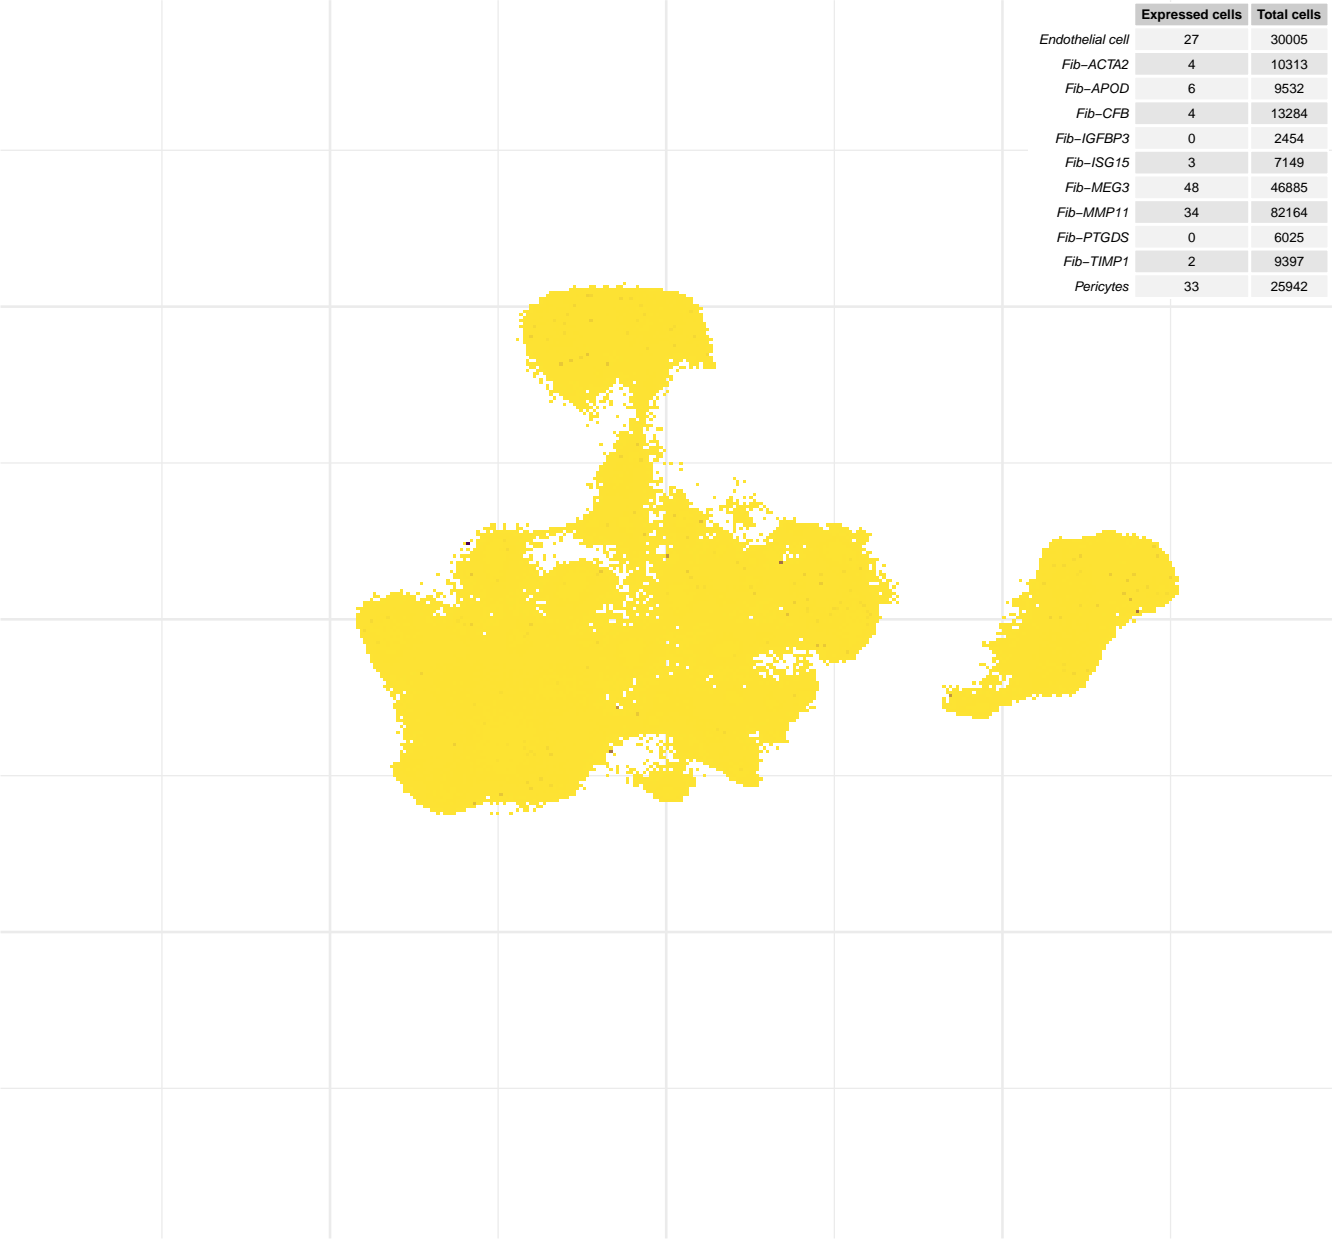 Expressed cells Total cells
Endothelial cell 27 30005
Fib−ACTA2 4 10313
Fib−APOD 6 9532
Fib−CFB 4 13284
Fib−IGFBP3 0 2454
Fib−ISG15 3 7149
Fib−MEG3 48 46885
Fib−MMP11 34 82164
Fib−PTGDS 0 6025
Fib−TIMP1 2 9397
Pericytes 33 25942